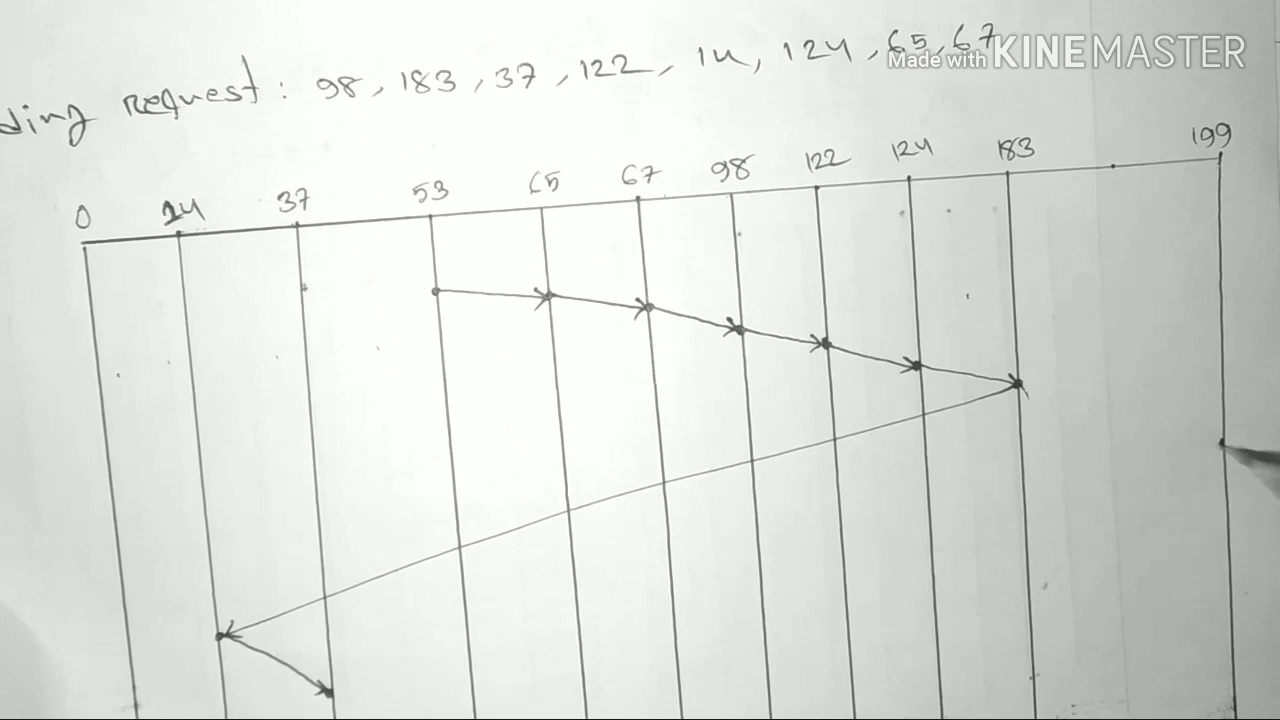 ding request: 98, 183, 37, 122, 14, 124, 65, 67
Made with KINEMASTER
0 14 37 53 65 67 98 122 124 183 199